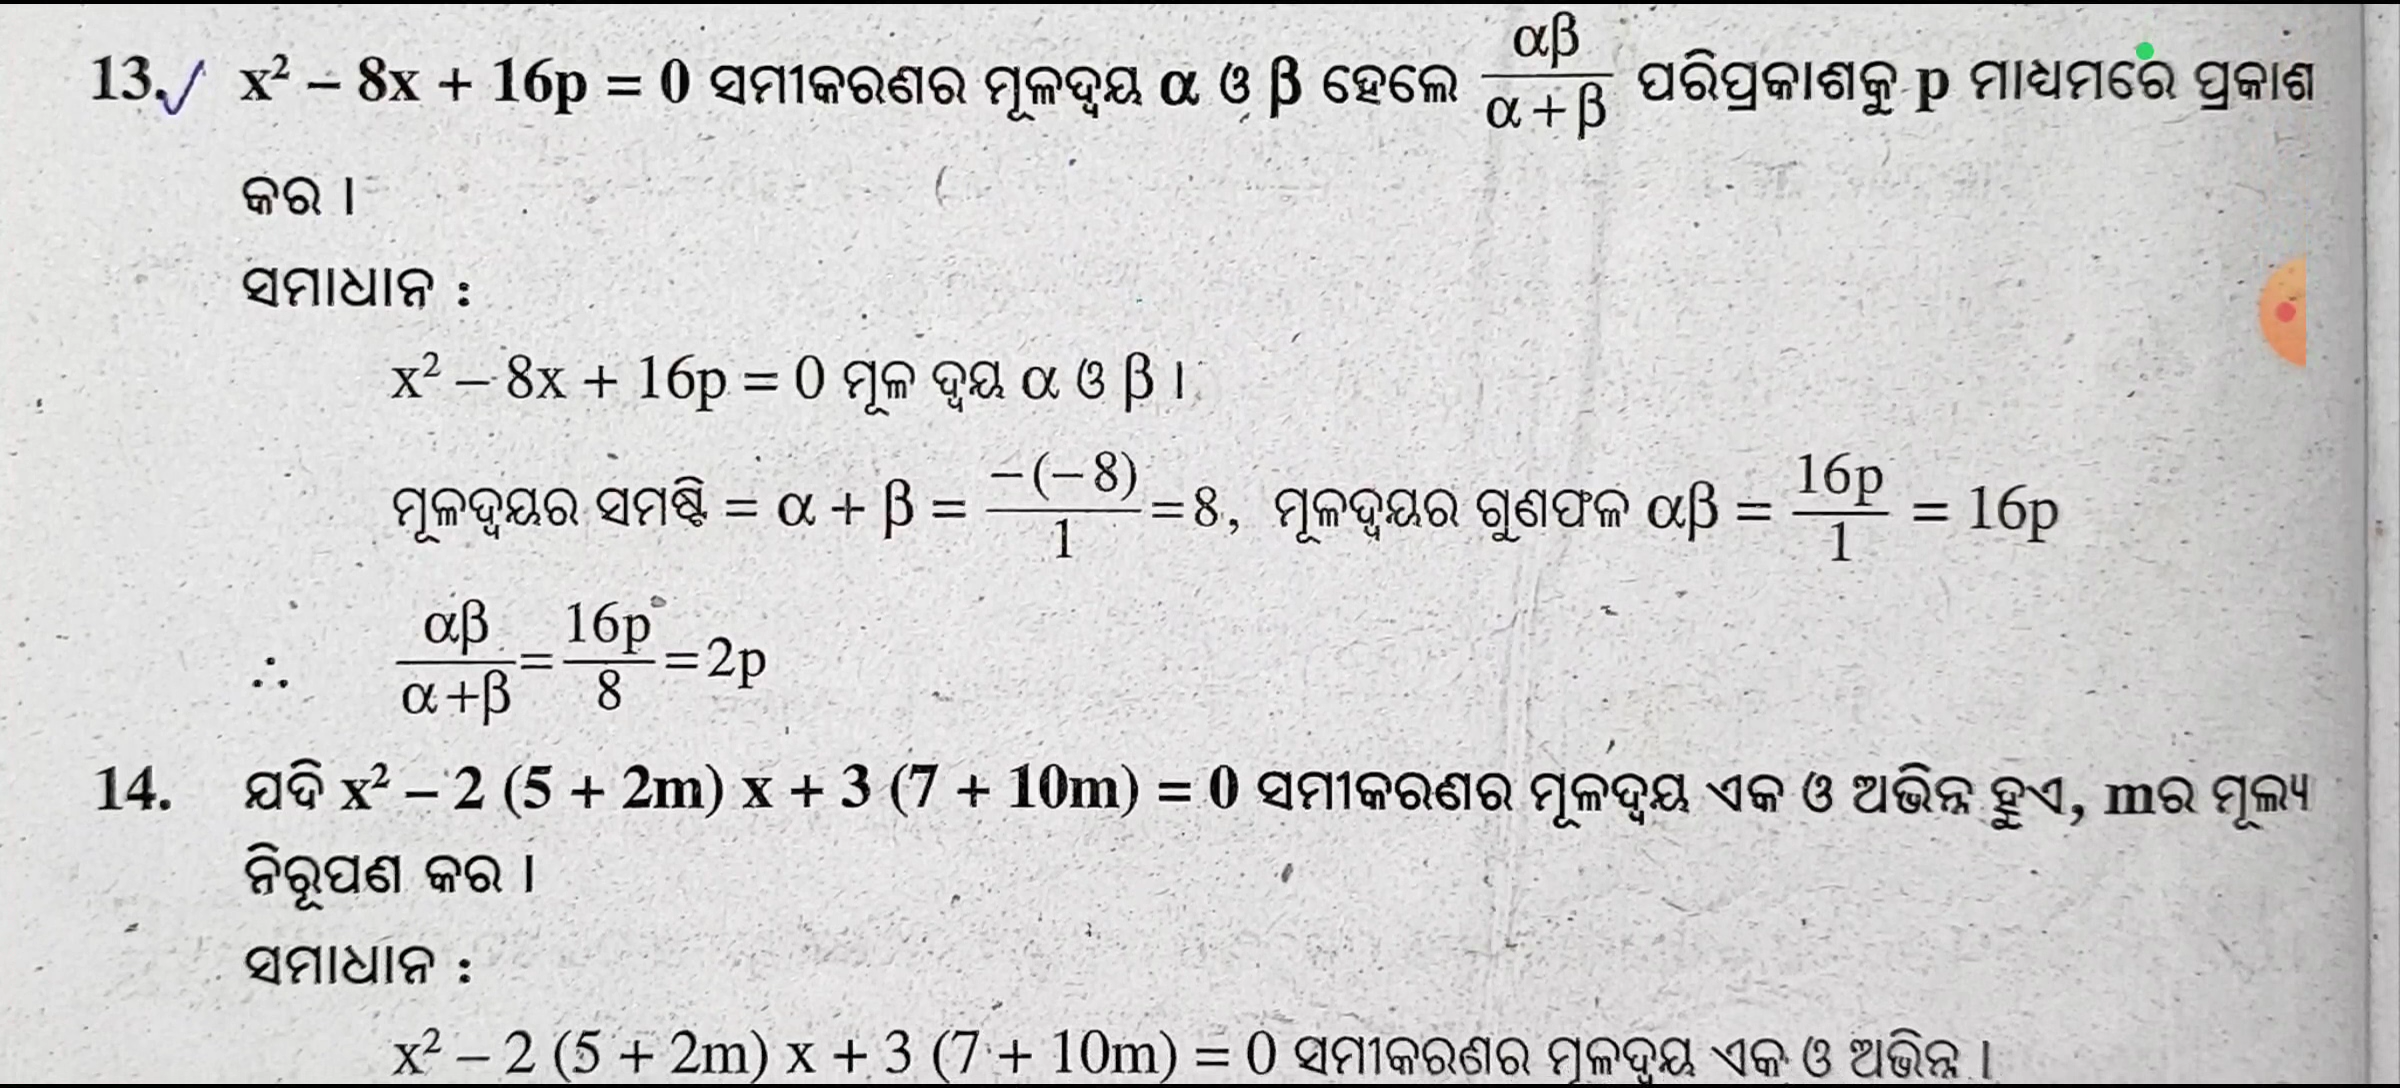 13. x² – 8x + 16p = 0 ସମୀକରଣର ମୂଳଦ୍ୱୟ α ଓ β ହେଲେ αβ/(α+β) ପରିପ୍ରକାଶକୁ p ମାଧ୍ୟମରେ ପ୍ରକାଶ
କର ।
ସମାଧାନ :
x² – 8x + 16p = 0 ମୂଳ ଦ୍ୱୟ α ଓ β ।
ମୂଳଦ୍ୱୟର ସମଷ୍ଟି = α + β = –(–8)/1 = 8, ମୂଳଦ୍ୱୟର ଗୁଣଫଳ αβ = 16p/1 = 16p
∴ αβ/(α+β) = 16p/8 = 2p
14. ଯଦି x² – 2 (5 + 2m) x + 3 (7 + 10m) = 0 ସମୀକରଣର ମୂଳଦ୍ୱୟ ଏକ ଓ ଅଭିନ୍ନ ହୁଏ, mର ମୂଲ୍ୟ
ନିରୂପଣ କର ।
ସମାଧାନ :
x² – 2 (5 + 2m) x + 3 (7 + 10m) = 0 ସମୀକରଣର ମୂଳଦ୍ୱୟ ଏକ ଓ ଅଭିନ୍ନ ।